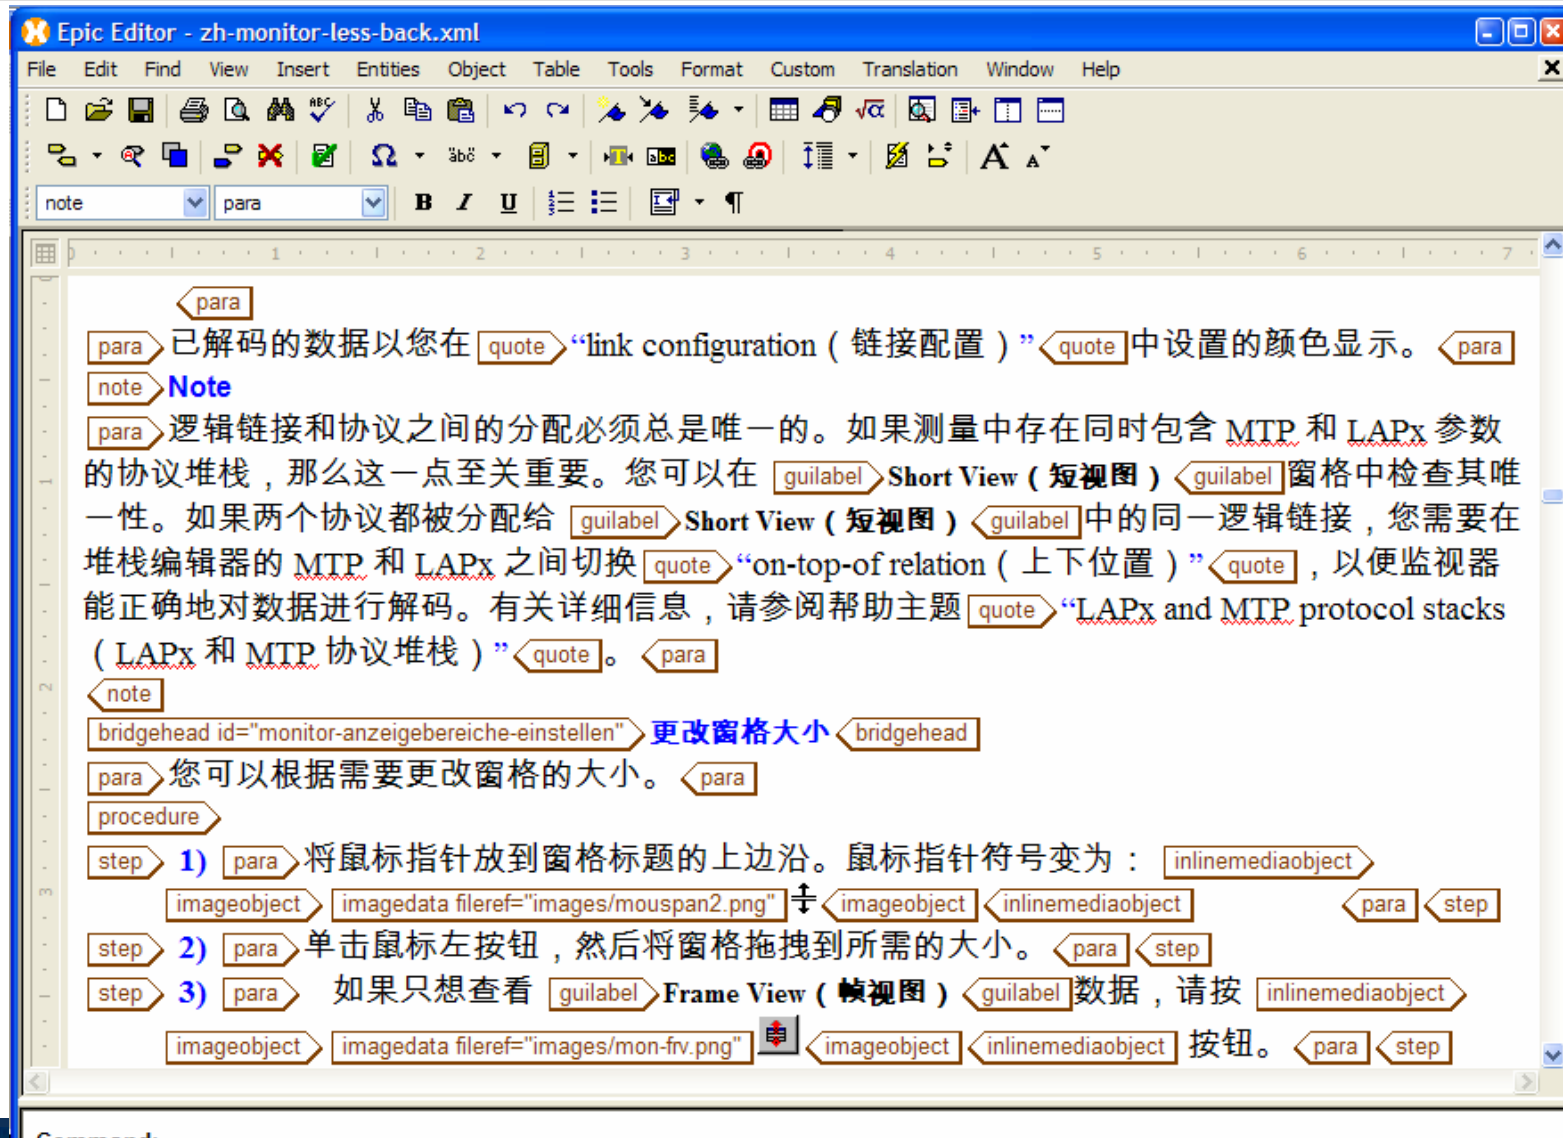 Epic Editor - zh-monitor-less-back.xml
File Edit Find View Insert Entities Object Table Tools Format Custom Translation Window Help
note para B I U
1 2 3 4 5 6 7
para
para 已解码的数据以您在 quote “link configuration（链接配置）” quote 中设置的颜色显示。 para
note Note
para 逻辑链接和协议之间的分配必须总是唯一的。如果测量中存在同时包含 MTP 和 LAPx 参数
的协议堆栈，那么这一点至关重要。您可以在 guilabel Short View（短视图） guilabel 窗格中检查其唯
一性。如果两个协议都被分配给 guilabel Short View（短视图） guilabel 中的同一逻辑链接，您需要在
堆栈编辑器的 MTP 和 LAPx 之间切换 quote “on-top-of relation（上下位置）” quote ，以便监视器
能正确地对数据进行解码。有关详细信息，请参阅帮助主题 quote “LAPx and MTP protocol stacks
（LAPx 和 MTP 协议堆栈）” quote 。 para
note
bridgehead id="monitor-anzeigebereiche-einstellen" 更改窗格大小 bridgehead
para 您可以根据需要更改窗格的大小。 para
procedure
step 1) para 将鼠标指针放到窗格标题的上边沿。鼠标指针符号变为： inlinemediaobject
imageobject imagedata fileref="images/mouspan2.png" imageobject inlinemediaobject para step
step 2) para 单击鼠标左按钮，然后将窗格拖拽到所需的大小。 para step
step 3) para 如果只想查看 guilabel Frame View（帧视图） guilabel 数据，请按 inlinemediaobject
imageobject imagedata fileref="images/mon-frv.png" imageobject inlinemediaobject 按钮。 para step